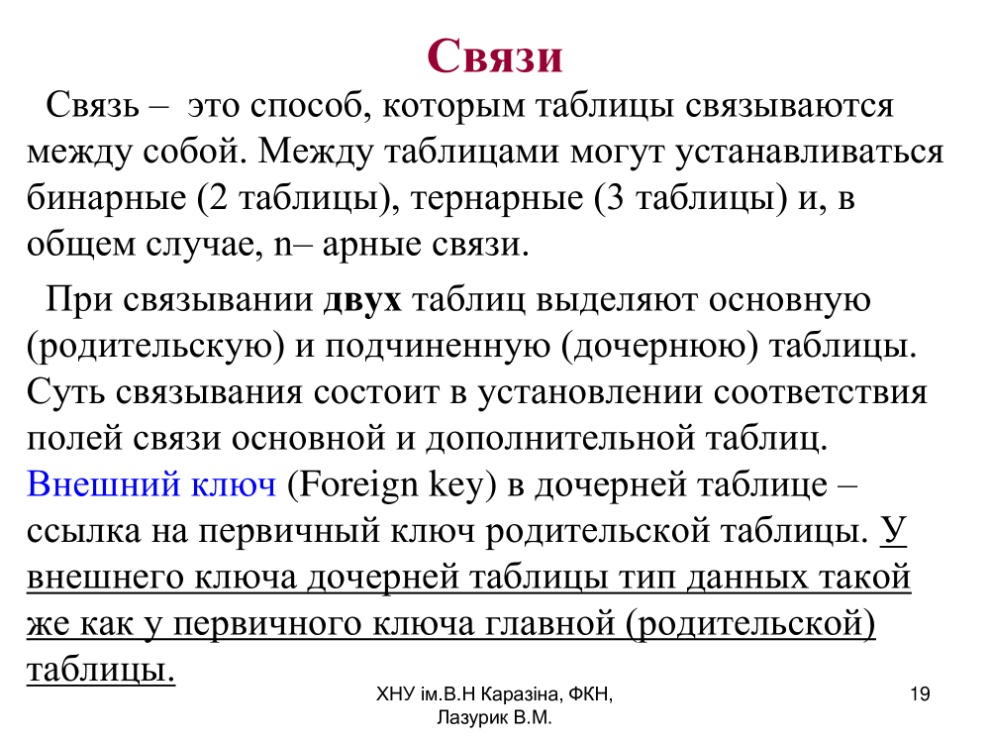 Связи
Связь – это способ, которым таблицы связываются
между собой. Между таблицами могут устанавливаться
бинарные (2 таблицы), тернарные (3 таблицы) и, в
общем случае, n– арные связи.
При связывании двух таблиц выделяют основную
(родительскую) и подчиненную (дочернюю) таблицы.
Суть связывания состоит в установлении соответствия
полей связи основной и дополнительной таблиц.
Внешний ключ (Foreign key) в дочерней таблице –
ссылка на первичный ключ родительской таблицы. У
внешнего ключа дочерней таблицы тип данных такой
же как у первичного ключа главной (родительской)
таблицы.
ХНУ ім.В.Н Каразіна, ФКН,
Лазурик В.М.
19